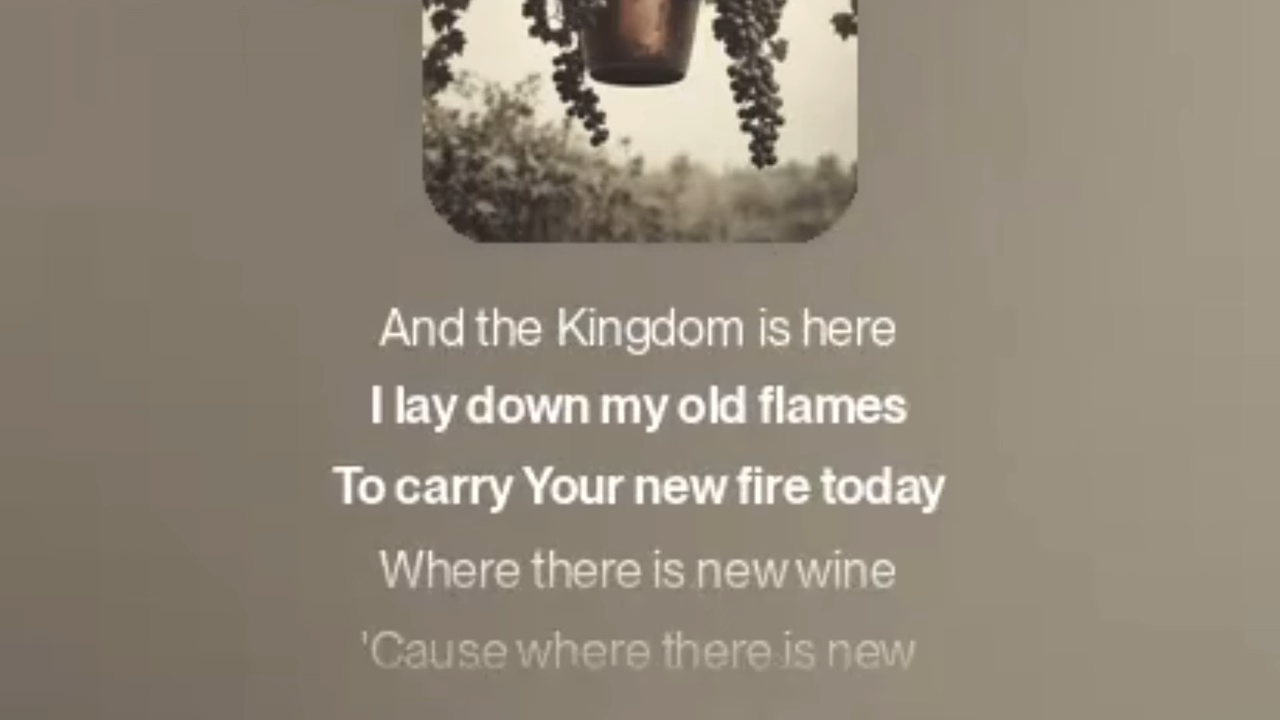 And the Kingdom is here
I lay down my old flames
To carry Your new fire today
Where there is new wine
'Cause where there is new